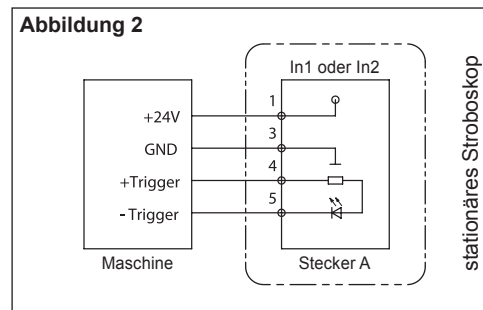 Abbildung 2
In1 oder In2
+24V
1
GND
3
+Trigger
4
- Trigger
5
Maschine
Stecker A
stationäres Stroboskop